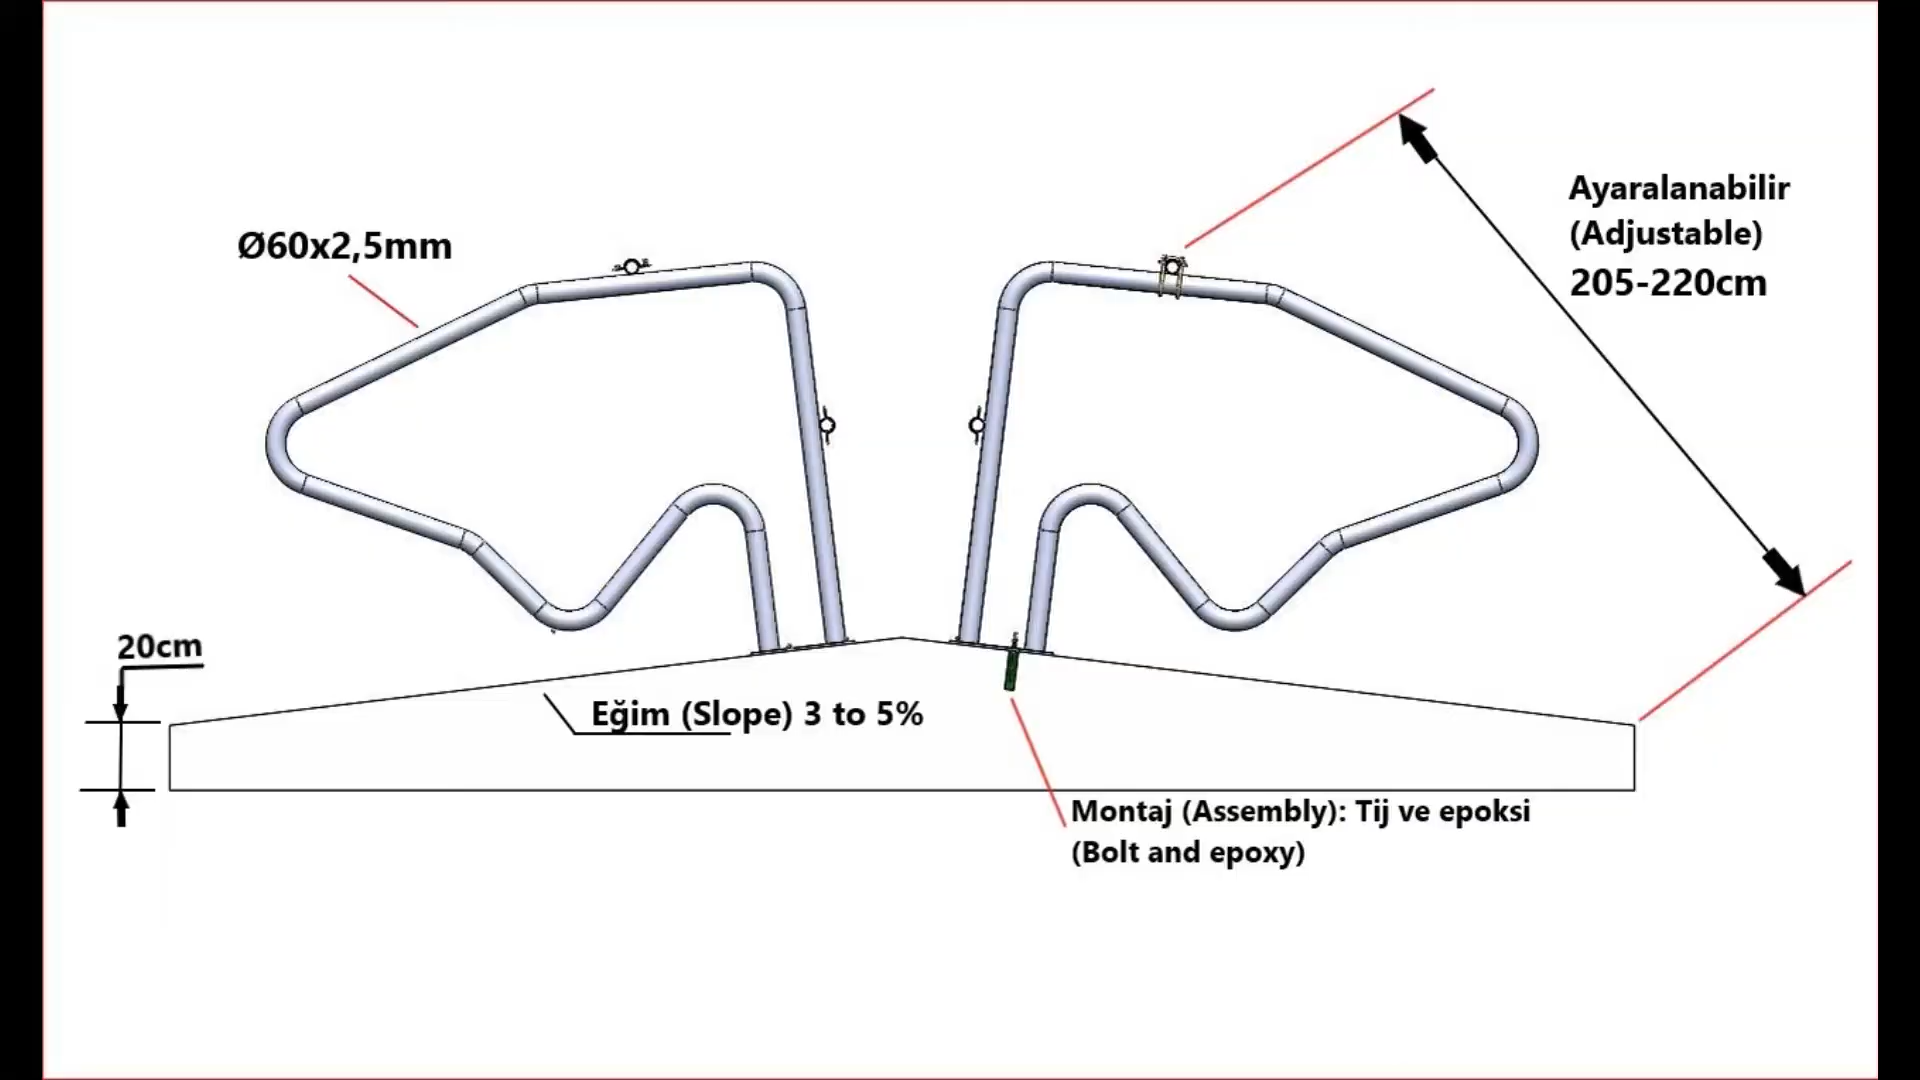 Ø60x2,5mm
Ayaralanabilir
(Adjustable)
205-220cm
20cm
Eğim (Slope) 3 to 5%
Montaj (Assembly): Tij ve epoksi
(Bolt and epoxy)